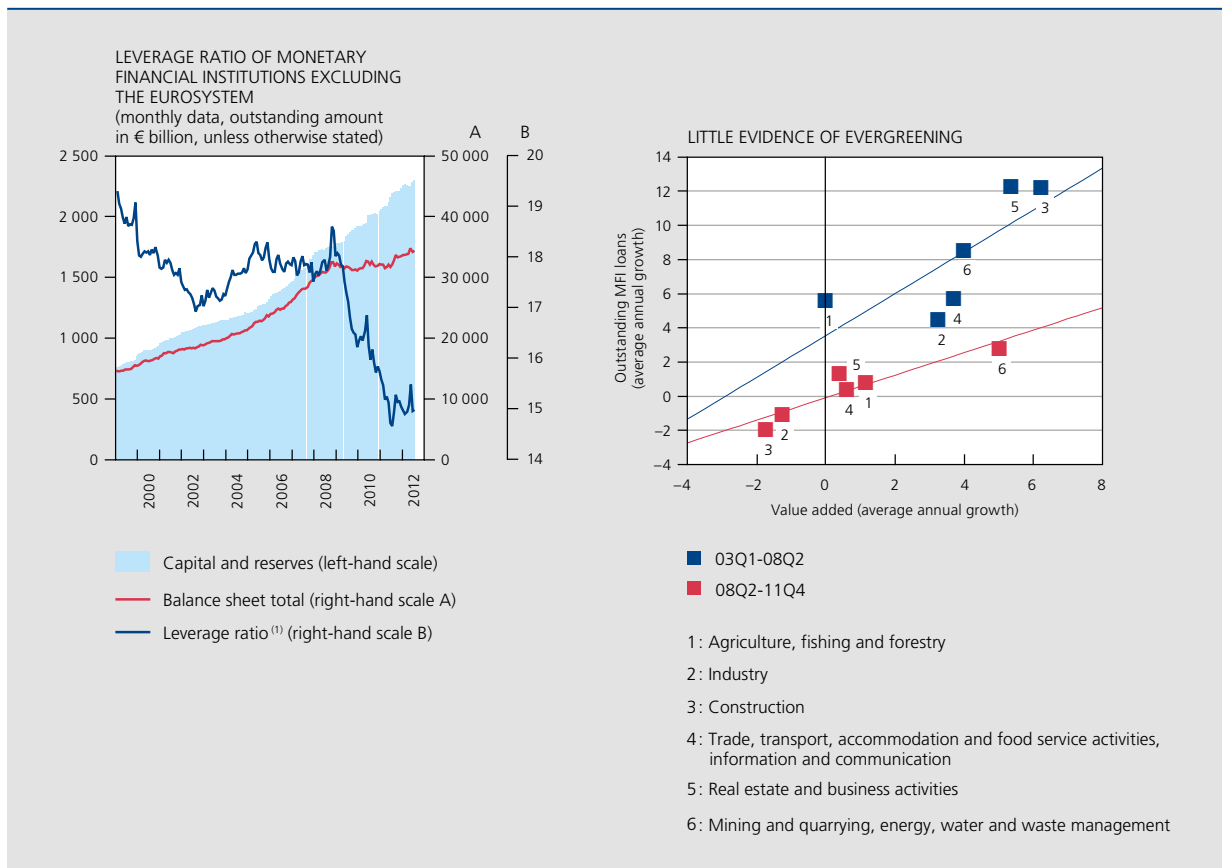 LEVERAGE RATIO OF MONETARY
FINANCIAL INSTITUTIONS EXCLUDING
THE EUROSYSTEM
(monthly data, outstanding amount
in € billion, unless otherwise stated)
A B
2 500 50 000 20
19
2 000 40 000
18
1 500 30 000
17
1 000 20 000
16
500 10 000
15
0 0 14
2000 2002 2004 2006 2008 2010 2012
Capital and reserves (left-hand scale)
Balance sheet total (right-hand scale A)
Leverage ratio (1) (right-hand scale B)
LITTLE EVIDENCE OF EVERGREENING
Outstanding MFI loans
(average annual growth)
14
12
5 3
10
8
6
6
1 4
4
2
2
5 6
0
4 1
−2
2
3
−4
−4 −2 0 2 4 6 8
Value added (average annual growth)
03Q1-08Q2
08Q2-11Q4
1: Agriculture, fishing and forestry
2: Industry
3: Construction
4: Trade, transport, accommodation and food service activities,
information and communication
5: Real estate and business activities
6: Mining and quarrying, energy, water and waste management